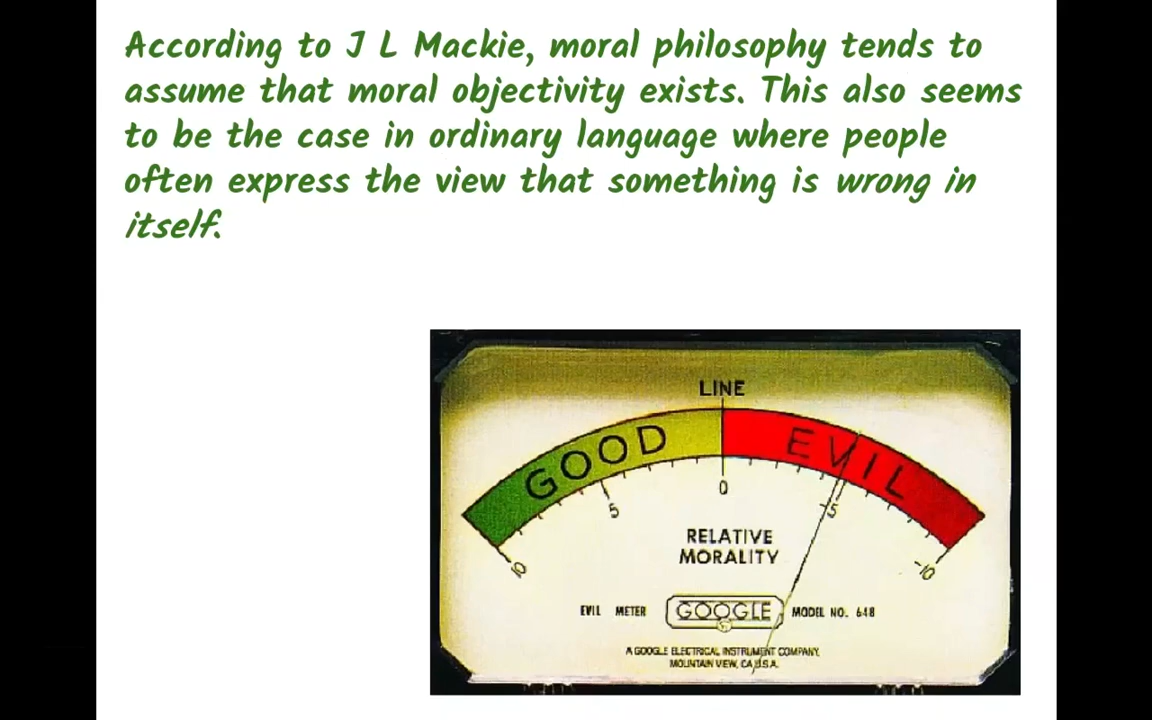 According to J L Mackie, moral philosophy tends to
assume that moral objectivity exists. This also seems
to be the case in ordinary language where people
often express the view that something is wrong in
itself.
LINE
GOOD EVIL
10 5 0 -5 -10
RELATIVE
MORALITY
EVIL METER GOOGLE MODEL NO. 648
A GOOGLE ELECTRICAL INSTRUMENT COMPANY,
MOUNTAIN VIEW, CA U.S.A.